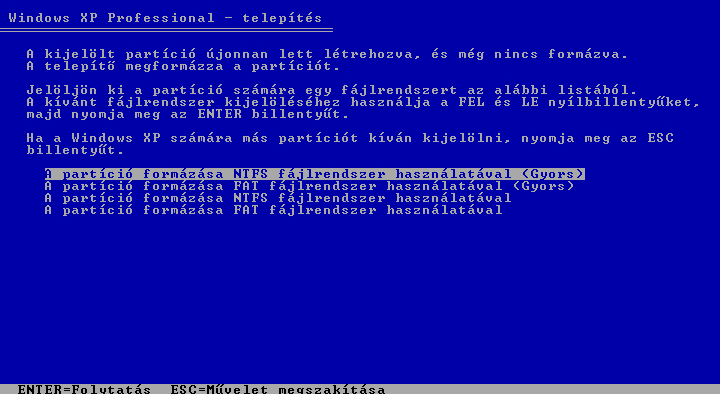 Windows XP Professional - telepítés
A kijelölt partíció újonnan lett létrehozva, és még nincs formázva.
A telepítő megformázza a partíciót.
Jelöljön ki a partíció számára egy fájlrendszert az alábbi listából.
A kívánt fájlrendszer kijelöléséhez használja a FEL és LE nyílbillentyűket,
majd nyomja meg az ENTER billentyűt.
Ha a Windows XP számára más partíciót kíván kijelölni, nyomja meg az ESC
billentyűt.
A partíció formázása NTFS fájlrendszer használatával (Gyors)
A partíció formázása FAT fájlrendszer használatával (Gyors)
A partíció formázása NTFS fájlrendszer használatával
A partíció formázása FAT fájlrendszer használatával
ENTER=Folytatás ESC=Művelet megszakítása